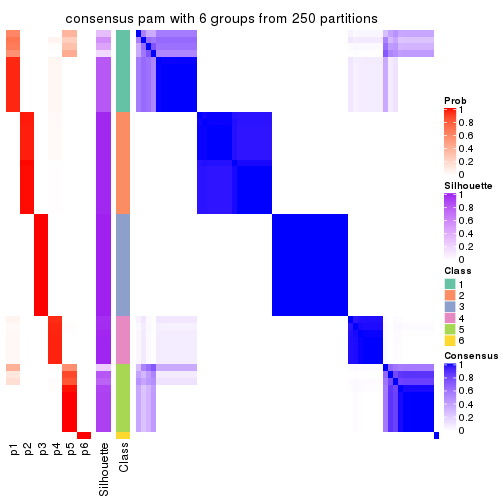 consensus pam with 6 groups from 250 partitions
Prob
1
0.8
0.6
0.4
0.2
0
Silhouette
1
0.8
0.6
0.4
0.2
0
Class
1
2
3
4
5
6
Consensus
1
0.8
0.6
0.4
0.2
0
p1
p2
p3
p4
p5
p6
Silhouette
Class